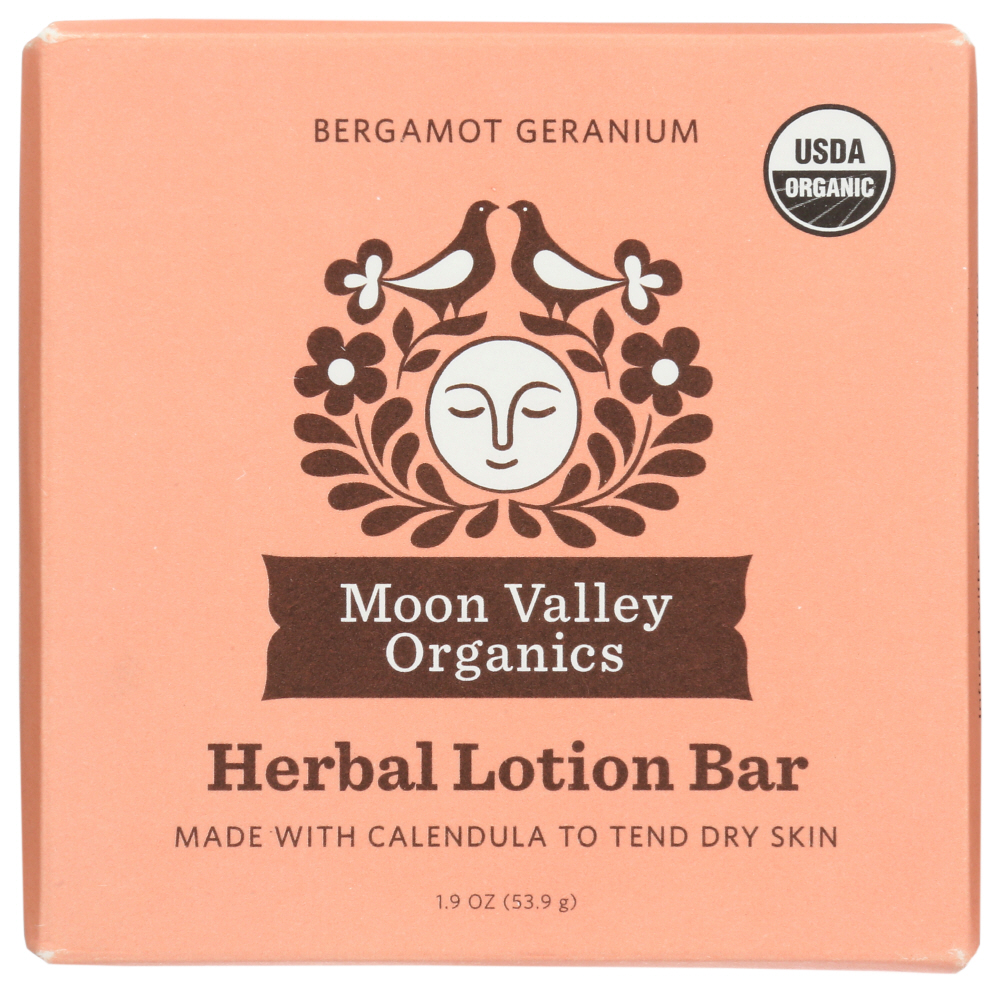 BERGAMOT GERANIUM
USDA
ORGANIC
Moon Valley
Organics
Herbal Lotion Bar
MADE WITH CALENDULA TO TEND DRY SKIN
1.9 OZ (53.9 g)